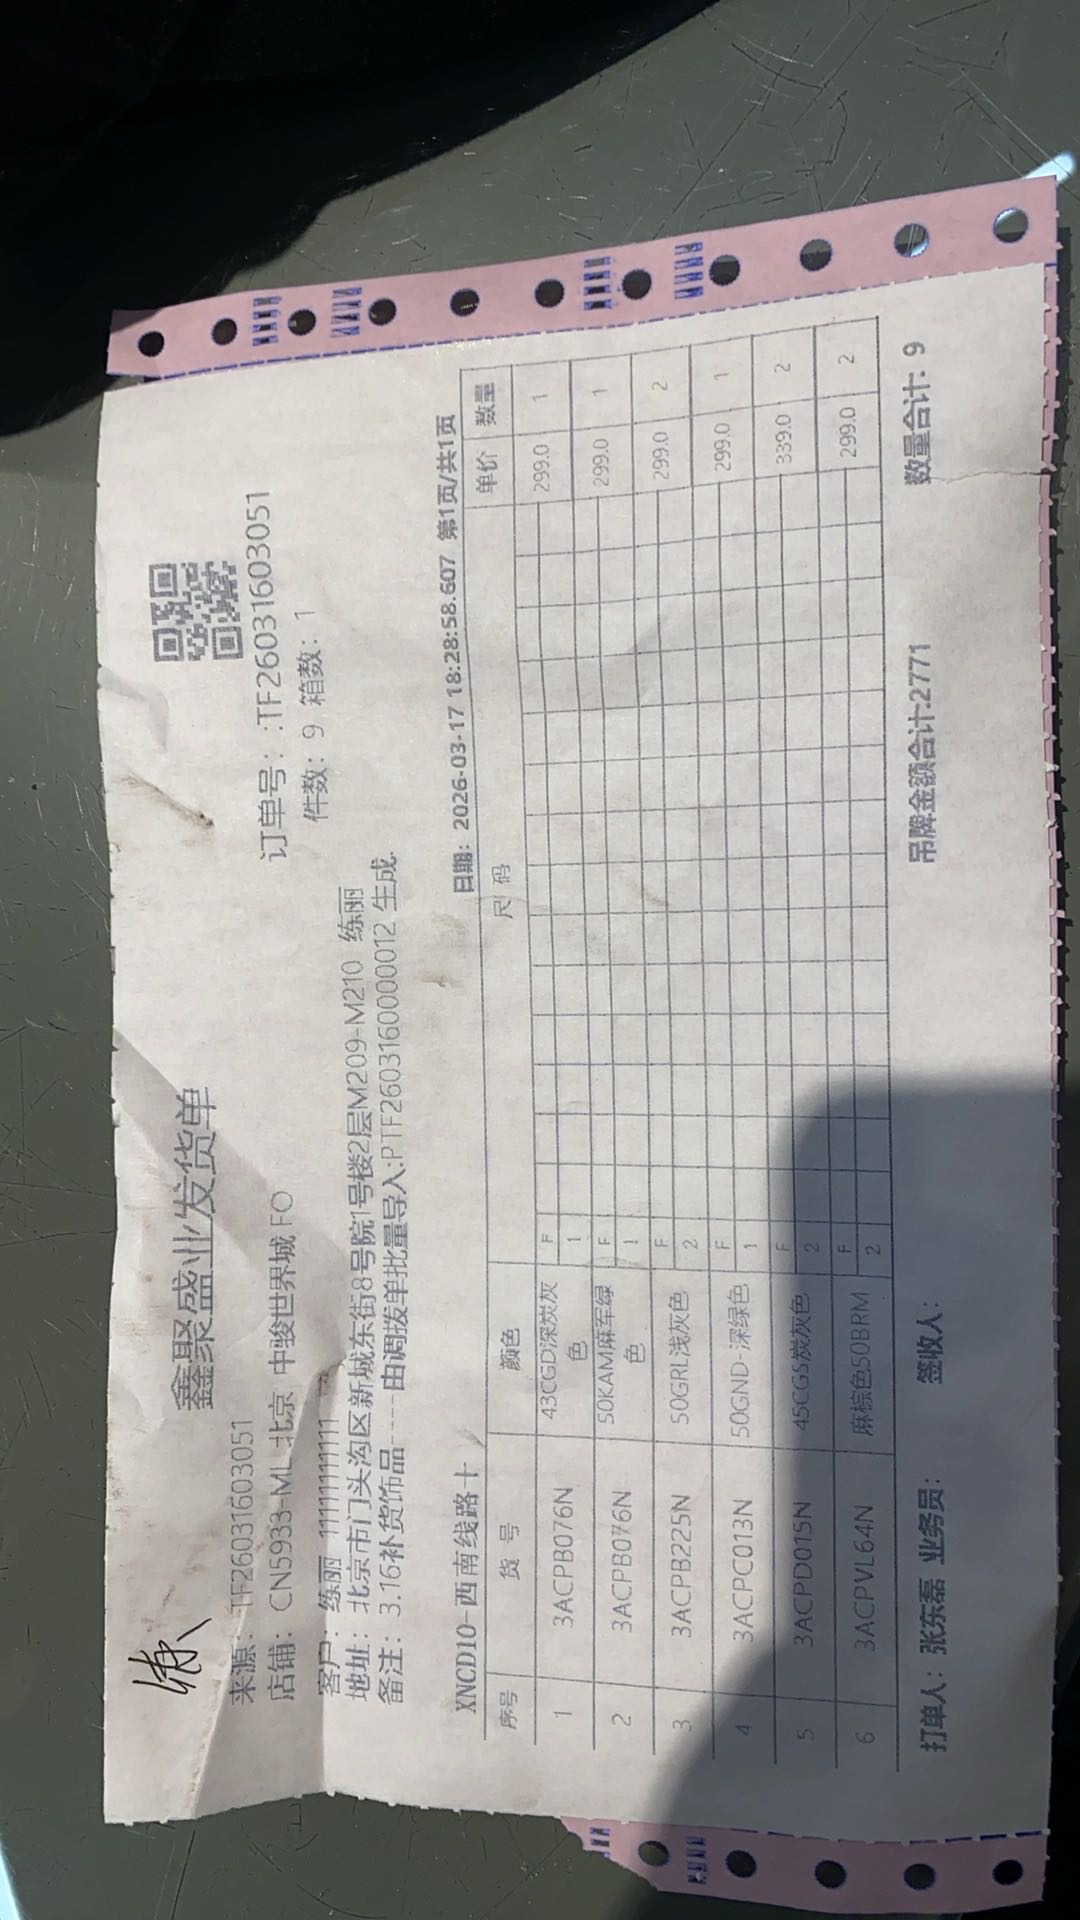 鑫聚盛业发货单
来源: TF260316030​51
订单号: :TF26031603051
店铺: CN5933-ML 北京 中骏世界城FO
件数: 9 箱数: 1
客户: 练丽 11111111111
地址: 北京市门头沟区新城东街8号院1号楼2层M209-M210 练丽
备注: 3.16补货饰品----由调拨单批量导入:PTF260316000​0012 生成.
XNCD10-西南线路十 日期: 2026-03-17 18:28:58.607 第1页/共1页
序号 货号 颜色 尺码 单价 数量
1 3ACPB076N 43CGD深炭灰色 F 1 299.0 1
2 3ACPB076N 50KAM麻军绿色 F 1 299.0 1
3 3ACPB225N 50GRL浅灰色 F 2 299.0 2
4 3ACPC013N 50GND-深绿色 F 1 299.0 1
5 3ACPD015N 45CGS炭灰色 F 2 339.0 2
6 3ACPVL64N 麻棕色50BRM F 2 299.0 2
打单人: 张东磊 业务员: 签收人: 吊牌金额合计:2771 数量合计: 9